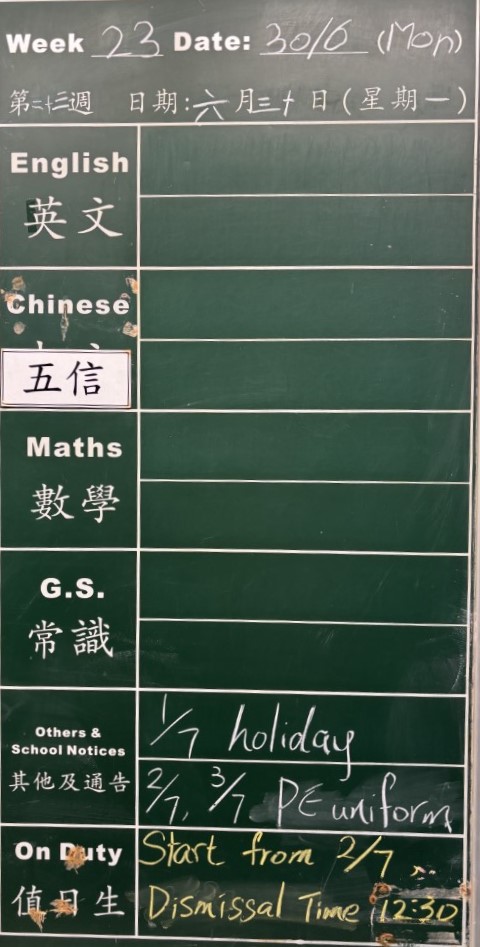 Week 23 Date: 30/6 (Mon)
第二十三週 日期:六月三十日(星期一)
English
英文
Chinese
五信
Maths
數學
G.S.
常識
Others &
School Notices
其他及通告
1/7 holiday
2/7, 3/7 PE uniform
On Duty
值日生
Start from 2/7
Dismissal Time 12:30